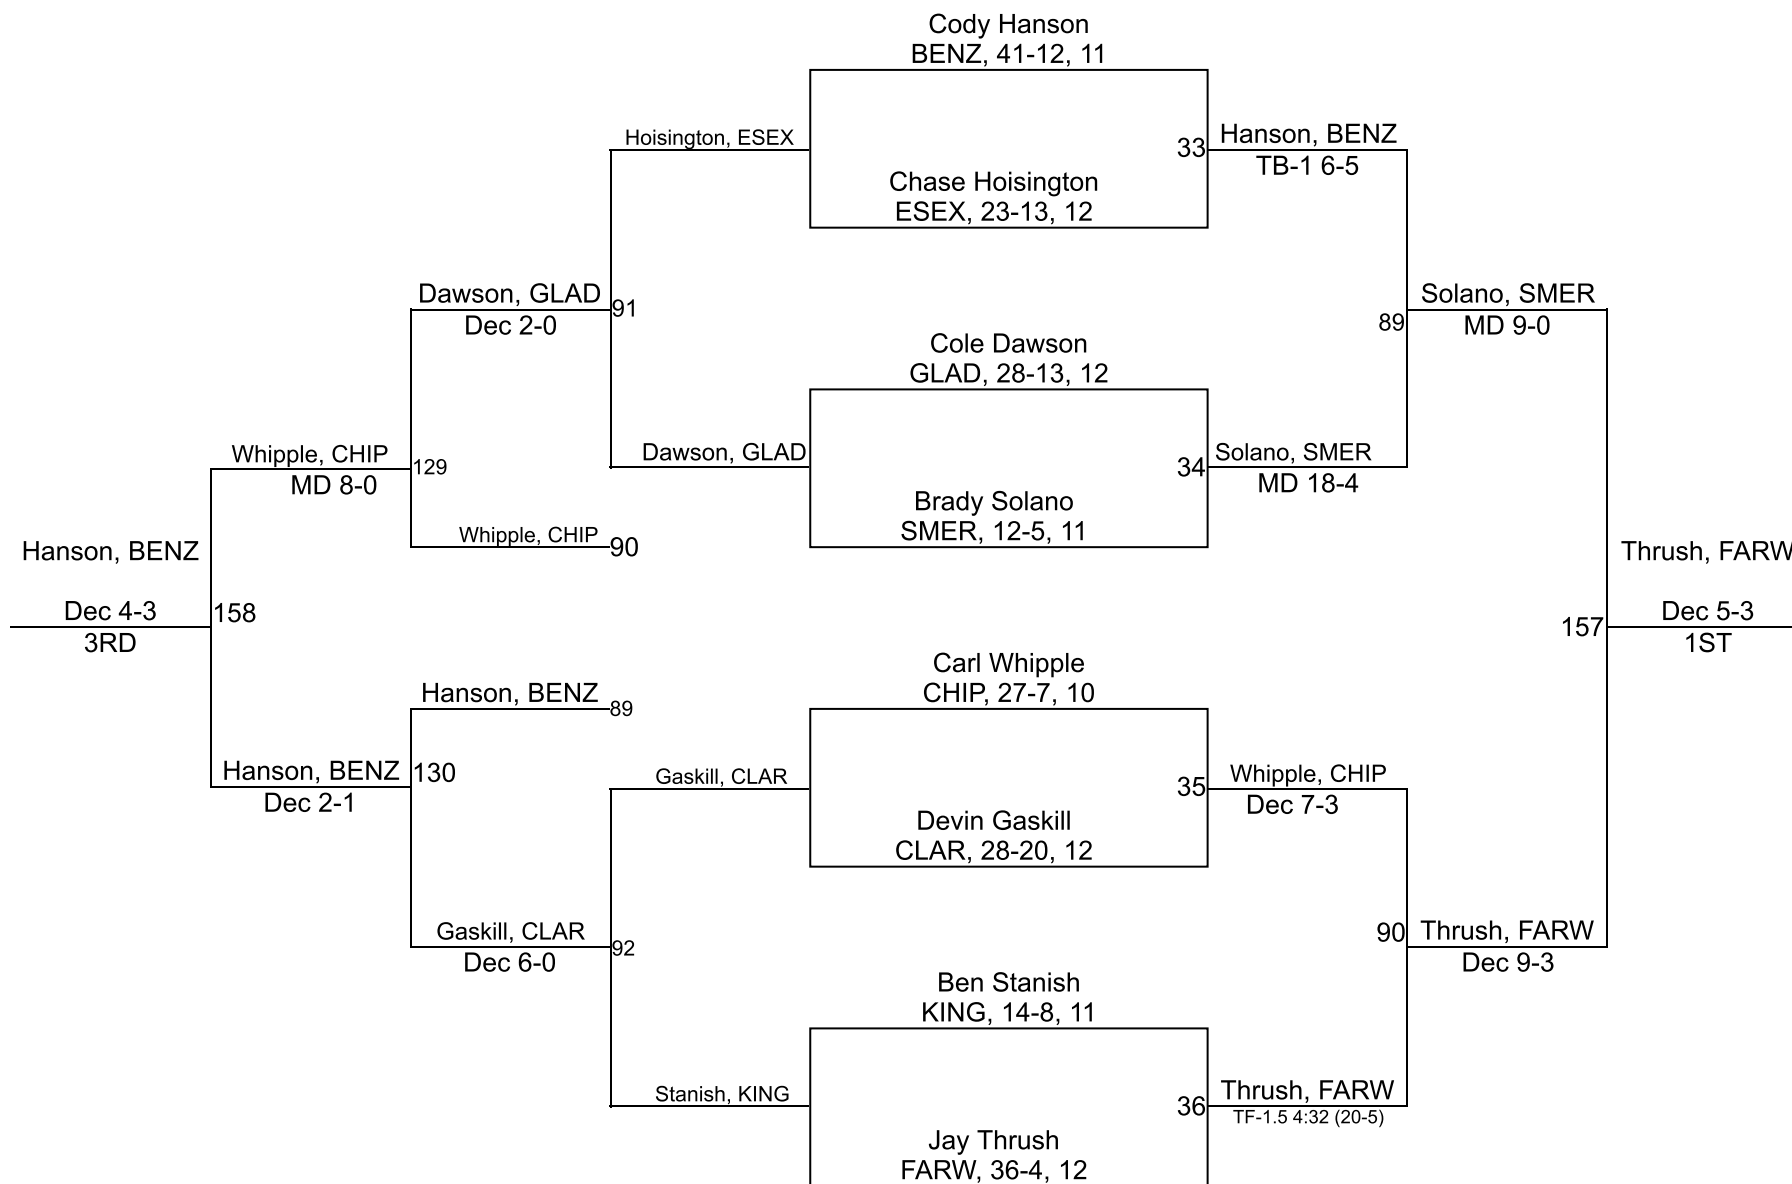 Cody Hanson
BENZ, 41-12, 11
Hoisington, ESEX
33
Hanson, BENZ
TB-1 6-5
Chase Hoisington
ESEX, 23-13, 12
Dawson, GLAD
Dec 2-0
91
Solano, SMER
MD 9-0
89
Cole Dawson
GLAD, 28-13, 12
Whipple, CHIP
MD 8-0
129
Dawson, GLAD
34
Solano, SMER
MD 18-4
Brady Solano
SMER, 12-5, 11
Whipple, CHIP
90
Hanson, BENZ
Dec 4-3
3RD
158
Thrush, FARW
157
Dec 5-3
1ST
Carl Whipple
CHIP, 27-7, 10
Hanson, BENZ
89
Hanson, BENZ
Dec 2-1
130
Gaskill, CLAR
35
Whipple, CHIP
Dec 7-3
Devin Gaskill
CLAR, 28-20, 12
Gaskill, CLAR
Dec 6-0
92
90
Thrush, FARW
Dec 9-3
Ben Stanish
KING, 14-8, 11
Stanish, KING
36
Thrush, FARW
TF-1.5 4:32 (20-5)
Jay Thrush
FARW, 36-4, 12